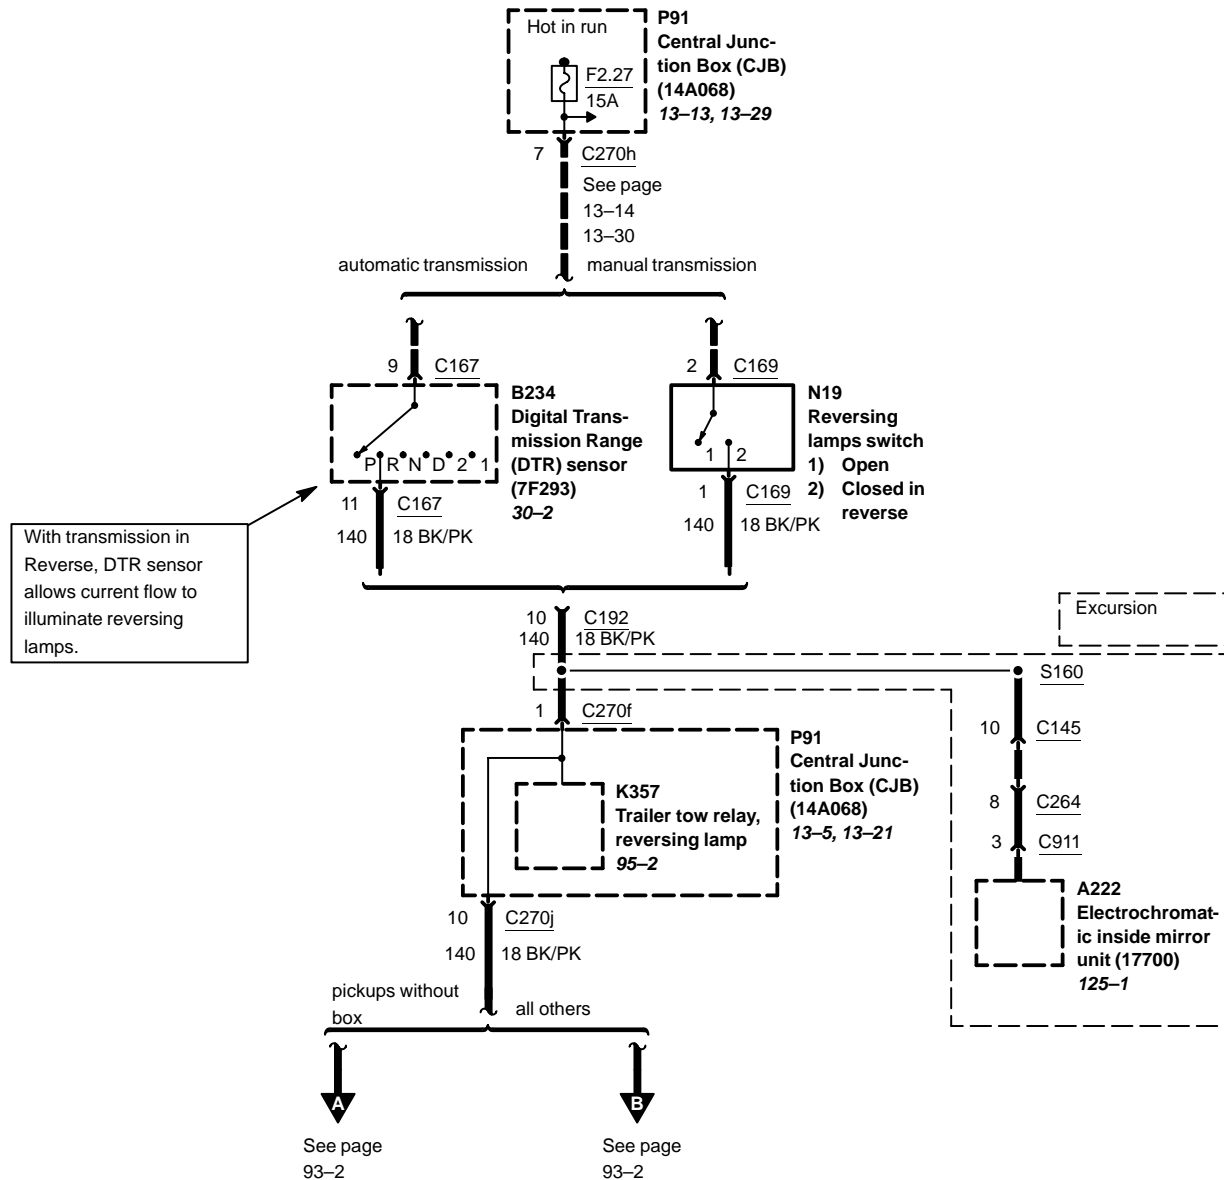 Hot in run
F2.27
15A
P91
Central Junc-
tion Box (CJB)
(14A068)
13–13, 13–29
7
C270h
See page
13–14
13–30
automatic transmission
manual transmission
9
C167
2
C169
B234
Digital Trans-
mission Range
(DTR) sensor
(7F293)
30–2
P R N D 2 1
N19
Reversing
lamps switch
1) Open
2) Closed in
reverse
1 2
11
C167
140
18 BK/PK
1
C169
140
18 BK/PK
With transmission in
Reverse, DTR sensor
allows current flow to
illuminate reversing
lamps.
10
C192
140
18 BK/PK
Excursion
S160
1
C270f
10
C145
P91
Central Junc-
tion Box (CJB)
(14A068)
13–5, 13–21
K357
Trailer tow relay,
reversing lamp
95–2
8
C264
3
C911
A222
Electrochromat-
ic inside mirror
unit (17700)
125–1
10
C270j
140
18 BK/PK
pickups without
box
all others
A
B
See page
93–2
See page
93–2